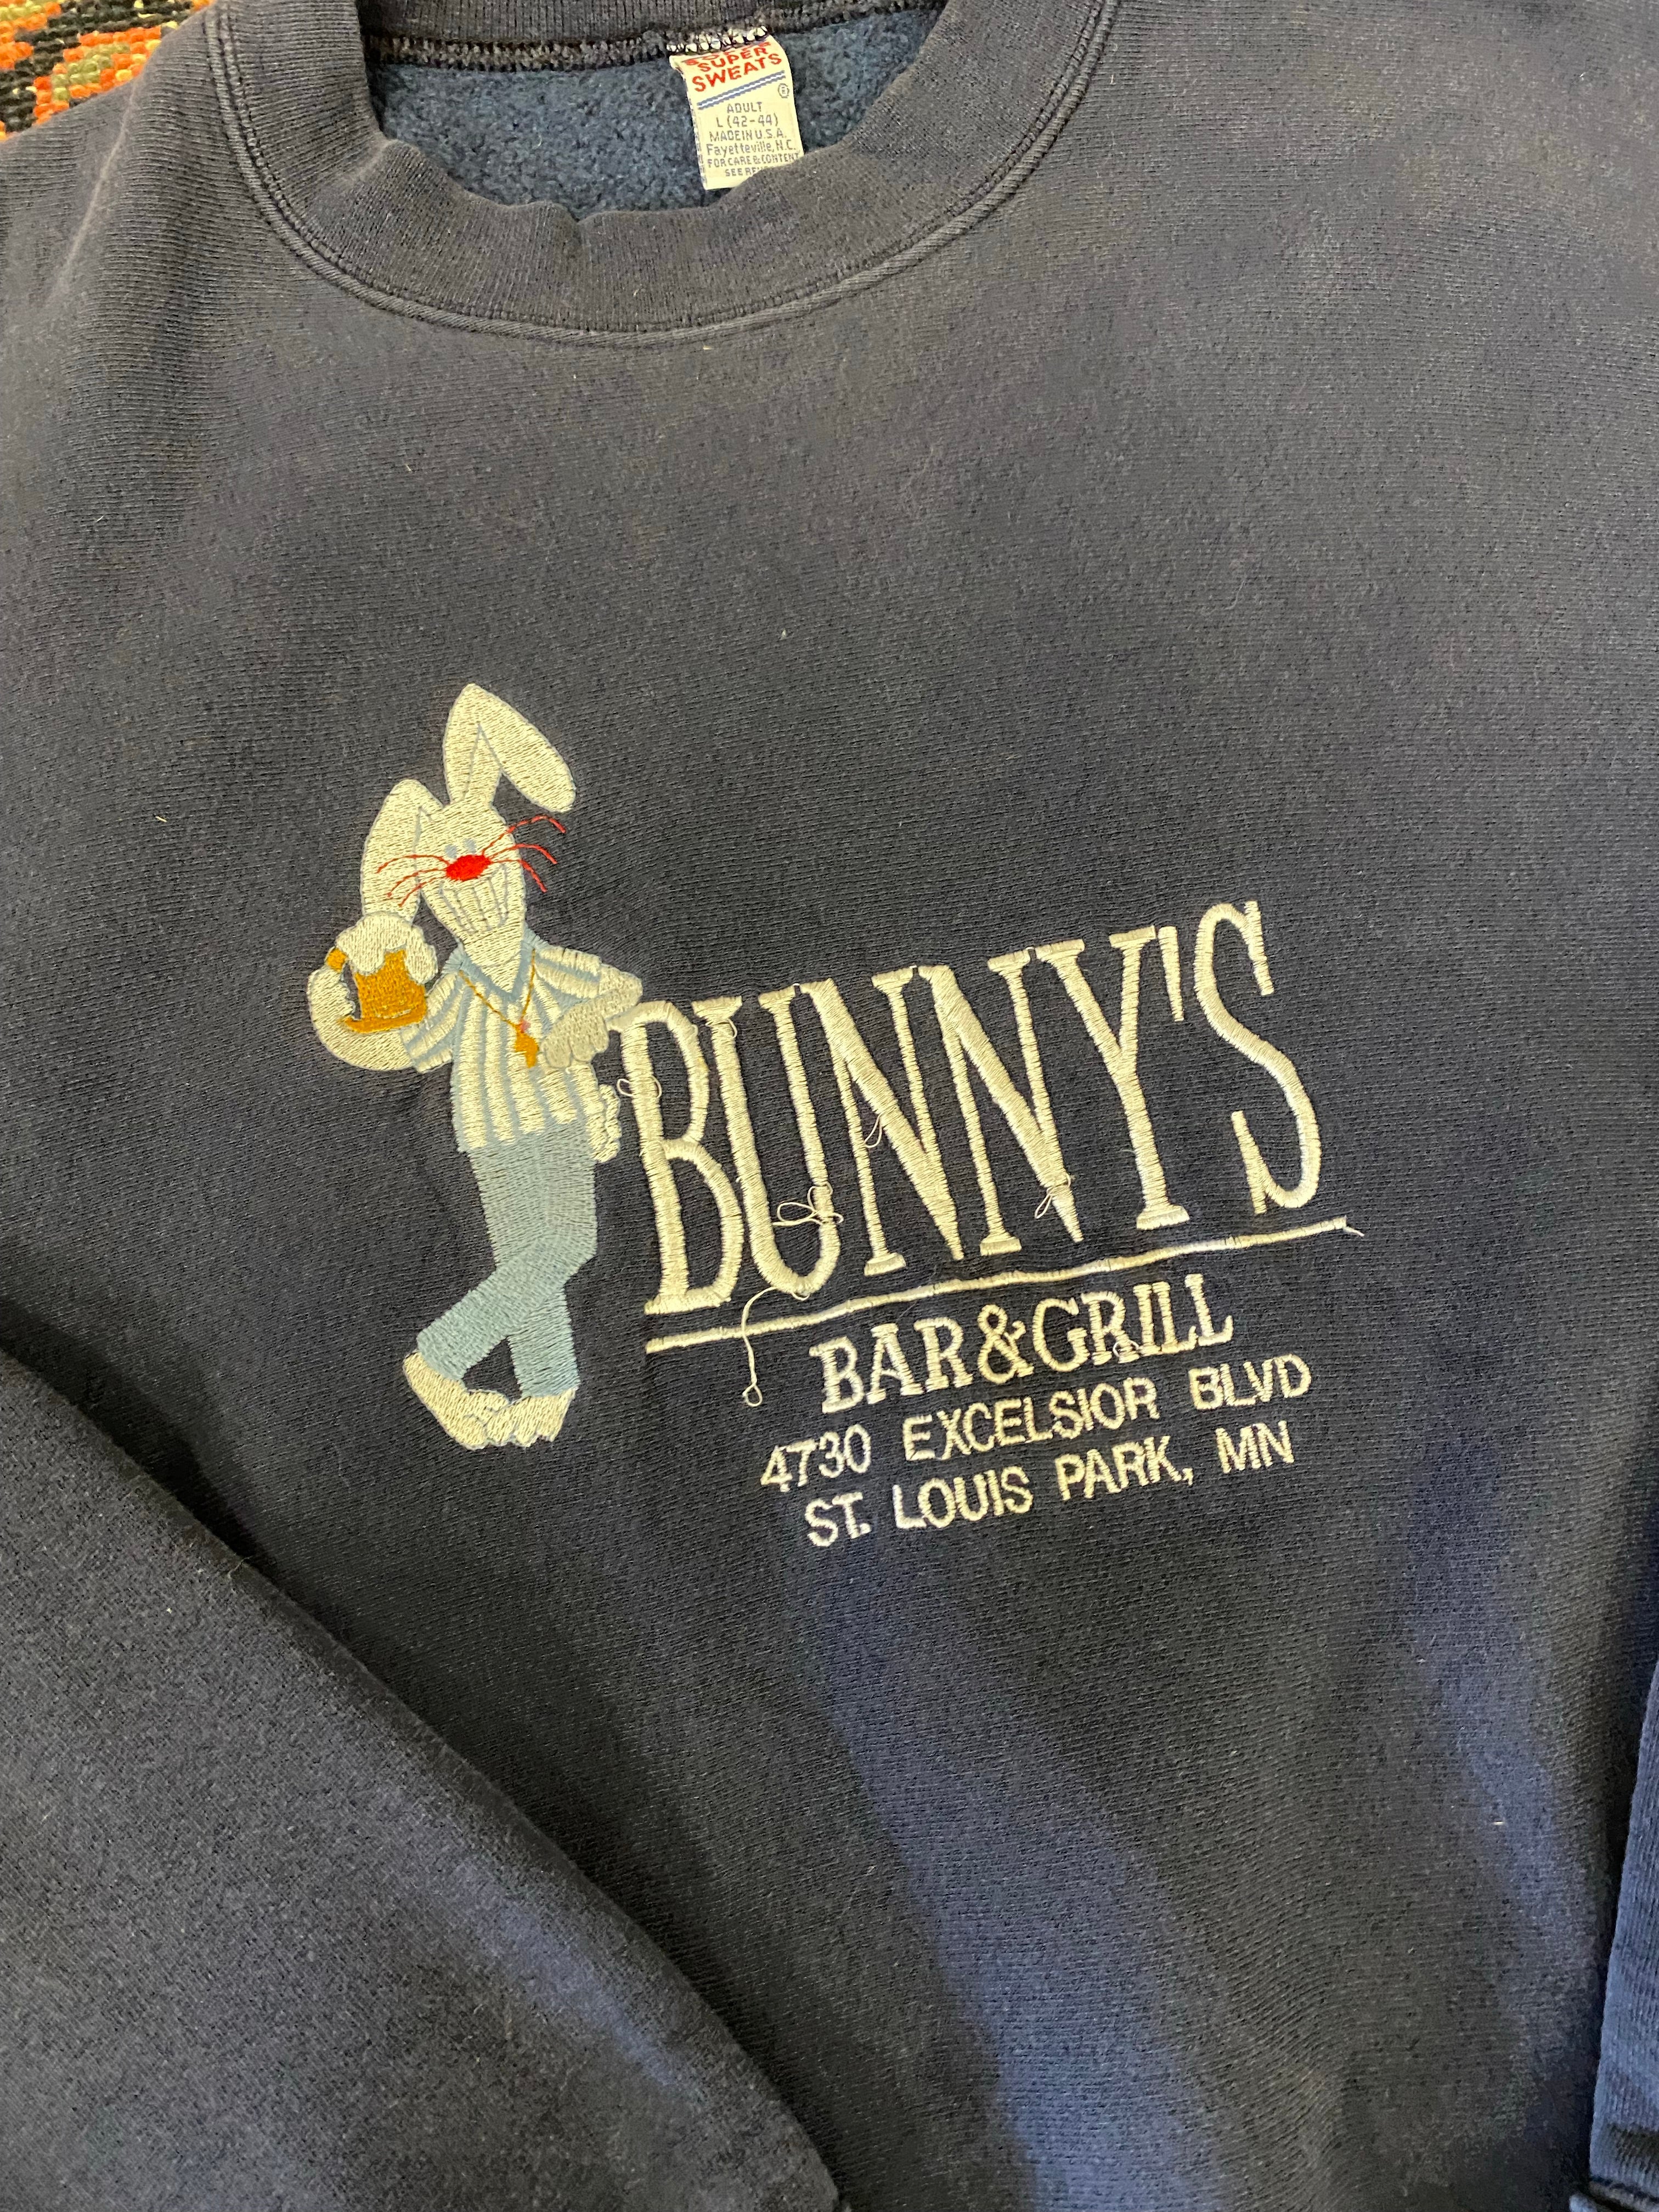 SUPER
SWEATS
®
ADULT
L (42-44)
MADE IN U.S.A.
Fayetteville, N.C.
FOR CARE & CONTENT
SEE
BUNNY'S
BAR & GRILL
4730 EXCELSIOR BLVD
ST. LOUIS PARK, MN